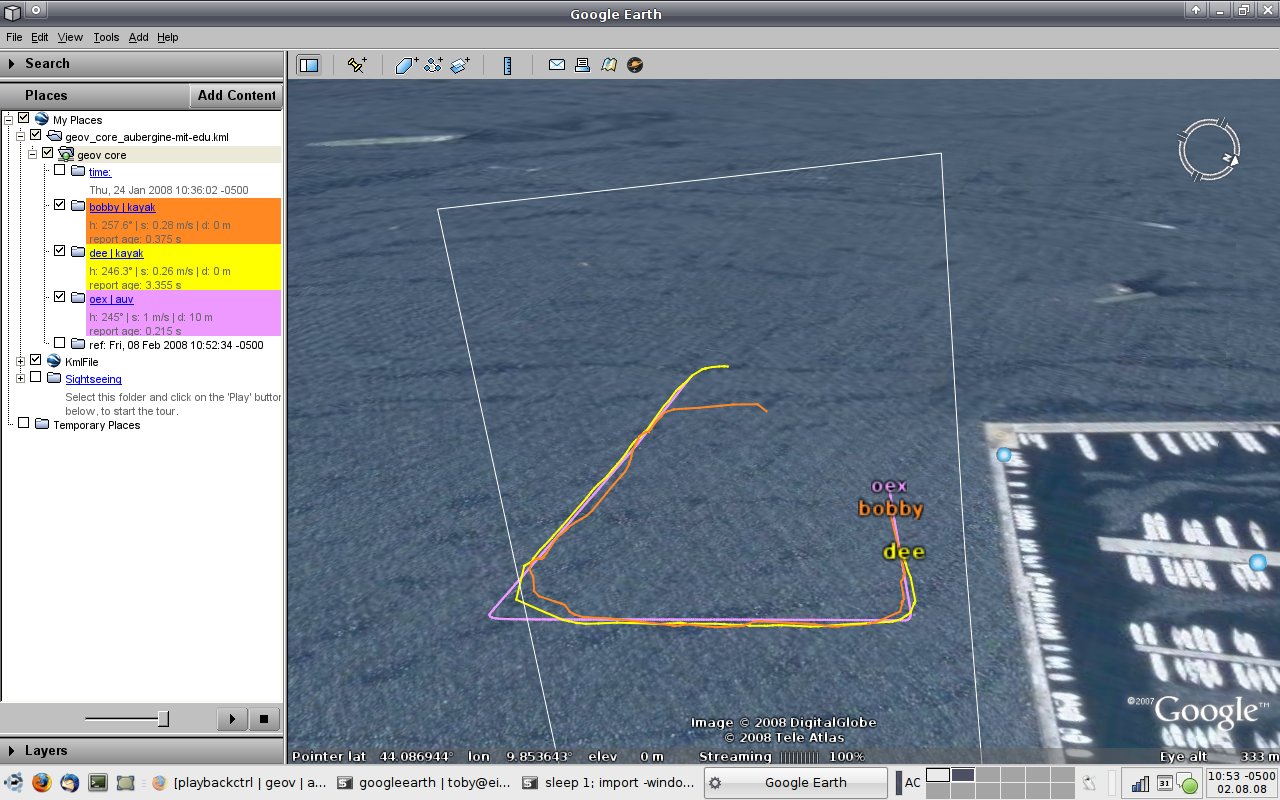 Google Earth
File Edit View Tools Add Help
Search
Places
Add Content
My Places
geov_core_aubergine-mit-edu.kml
geov core
time:
Thu, 24 Jan 2008 10:36:02 -0500
bobby | kayak
h: 257.6° | s: 0.28 m/s | d: 0 m
report age: 0.375 s
dee | kayak
h: 246.3° | s: 0.26 m/s | d: 0 m
report age: 3.355 s
oex | auv
h: 245° | s: 1 m/s | d: 10 m
report age: 0.215 s
ref: Fri, 08 Feb 2008 10:52:34 -0500
KmlFile
Sightseeing
Select this folder and click on the 'Play' button
below, to start the tour.
Temporary Places
Layers
N
oex
bobby
dee
©2007 Google™
Image © 2008 DigitalGlobe
© 2008 Tele Atlas
Pointer lat 44.086944° lon 9.853643° elev 0 m Streaming ||||||||| 100% Eye alt 333 m
[playbackctrl | geov | a... googleearth | toby@ei... sleep 1; import -windo... Google Earth AC 31 10:53 -0500
02.08.08